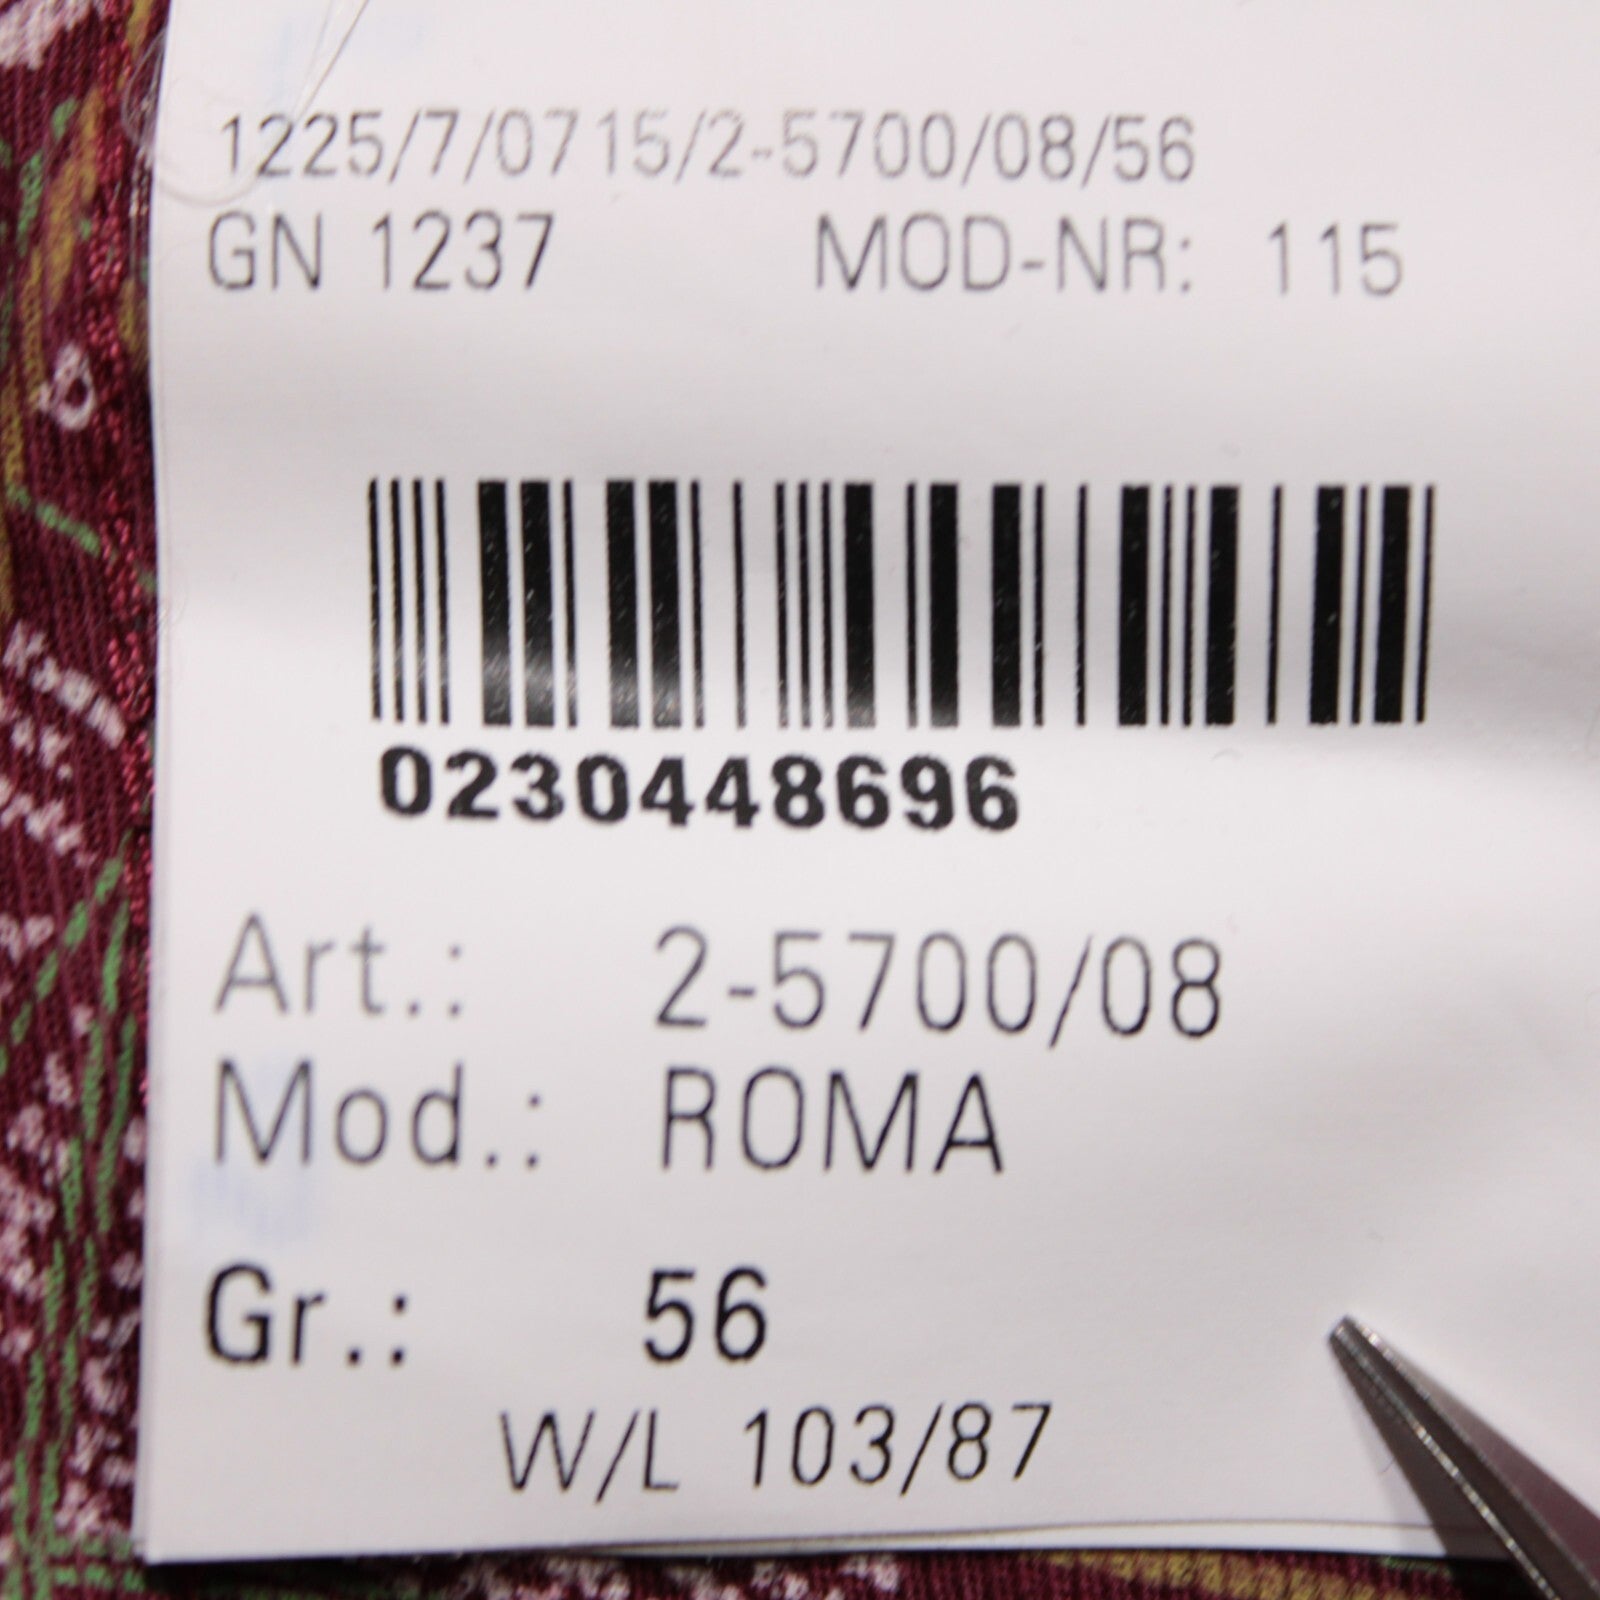 1225/7/0715/2-5700/08/56
GN 1237 MOD-NR: 115
0230448696
Art.: 2-5700/08
Mod.: ROMA
Gr.: 56
W/L 103/87